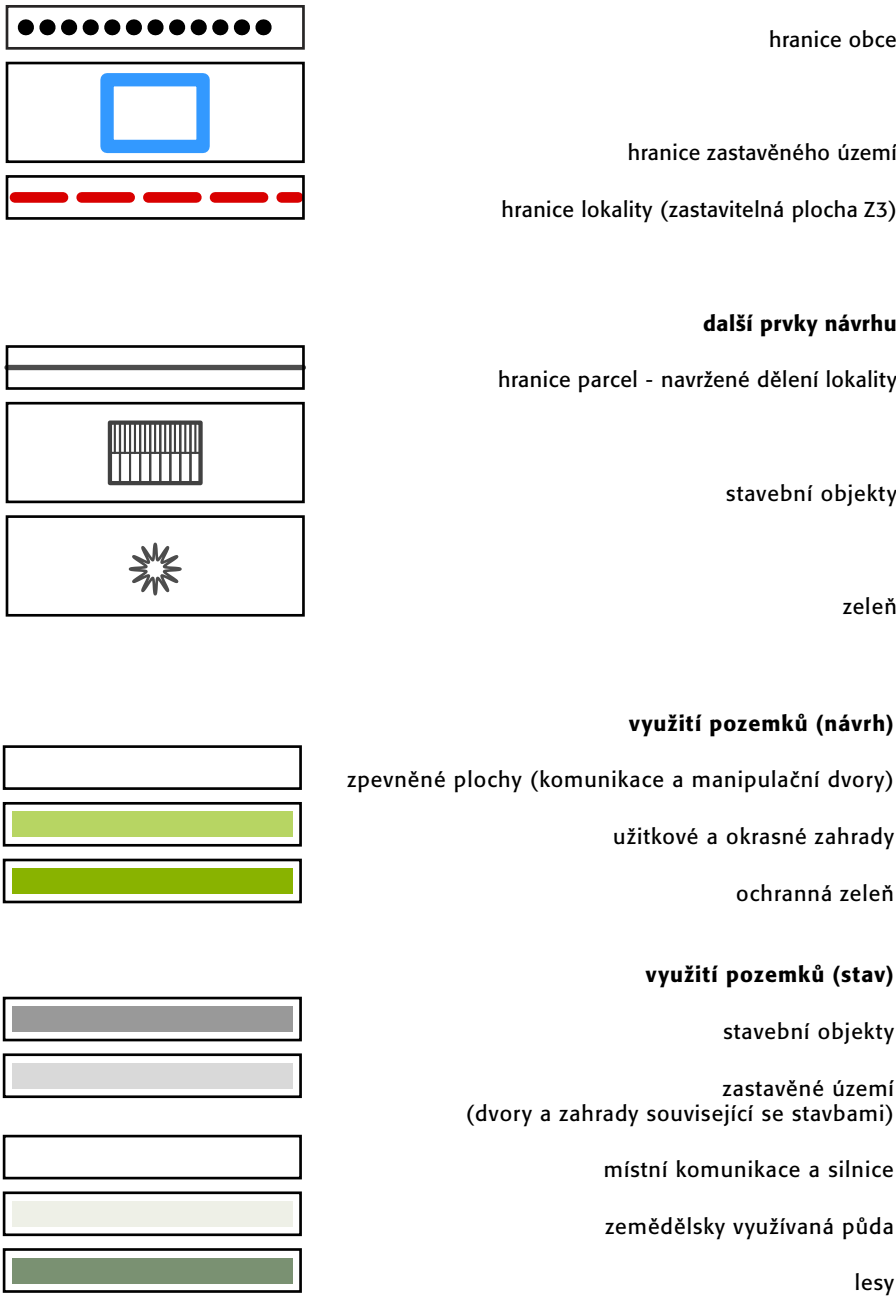 hranice obce
hranice zastavěného území
hranice lokality (zastavitelná plocha Z3)
další prvky návrhu
hranice parcel - navržené dělení lokality
stavební objekty
zeleň
využití pozemků (návrh)
zpevněné plochy (komunikace a manipulační dvory)
užitkové a okrasné zahrady
ochranná zeleň
využití pozemků (stav)
stavební objekty
zastavěné území
(dvory a zahrady související se stavbami)
místní komunikace a silnice
zemědělsky využívaná půda
lesy